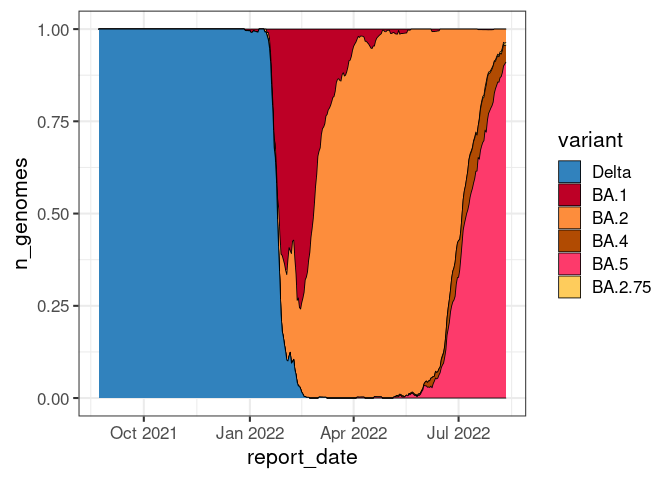 1.00
0.75
0.50
0.25
0.00
n_genomes
Oct 2021 Jan 2022 Apr 2022 Jul 2022
report_date
variant
Delta
BA.1
BA.2
BA.4
BA.5
BA.2.75